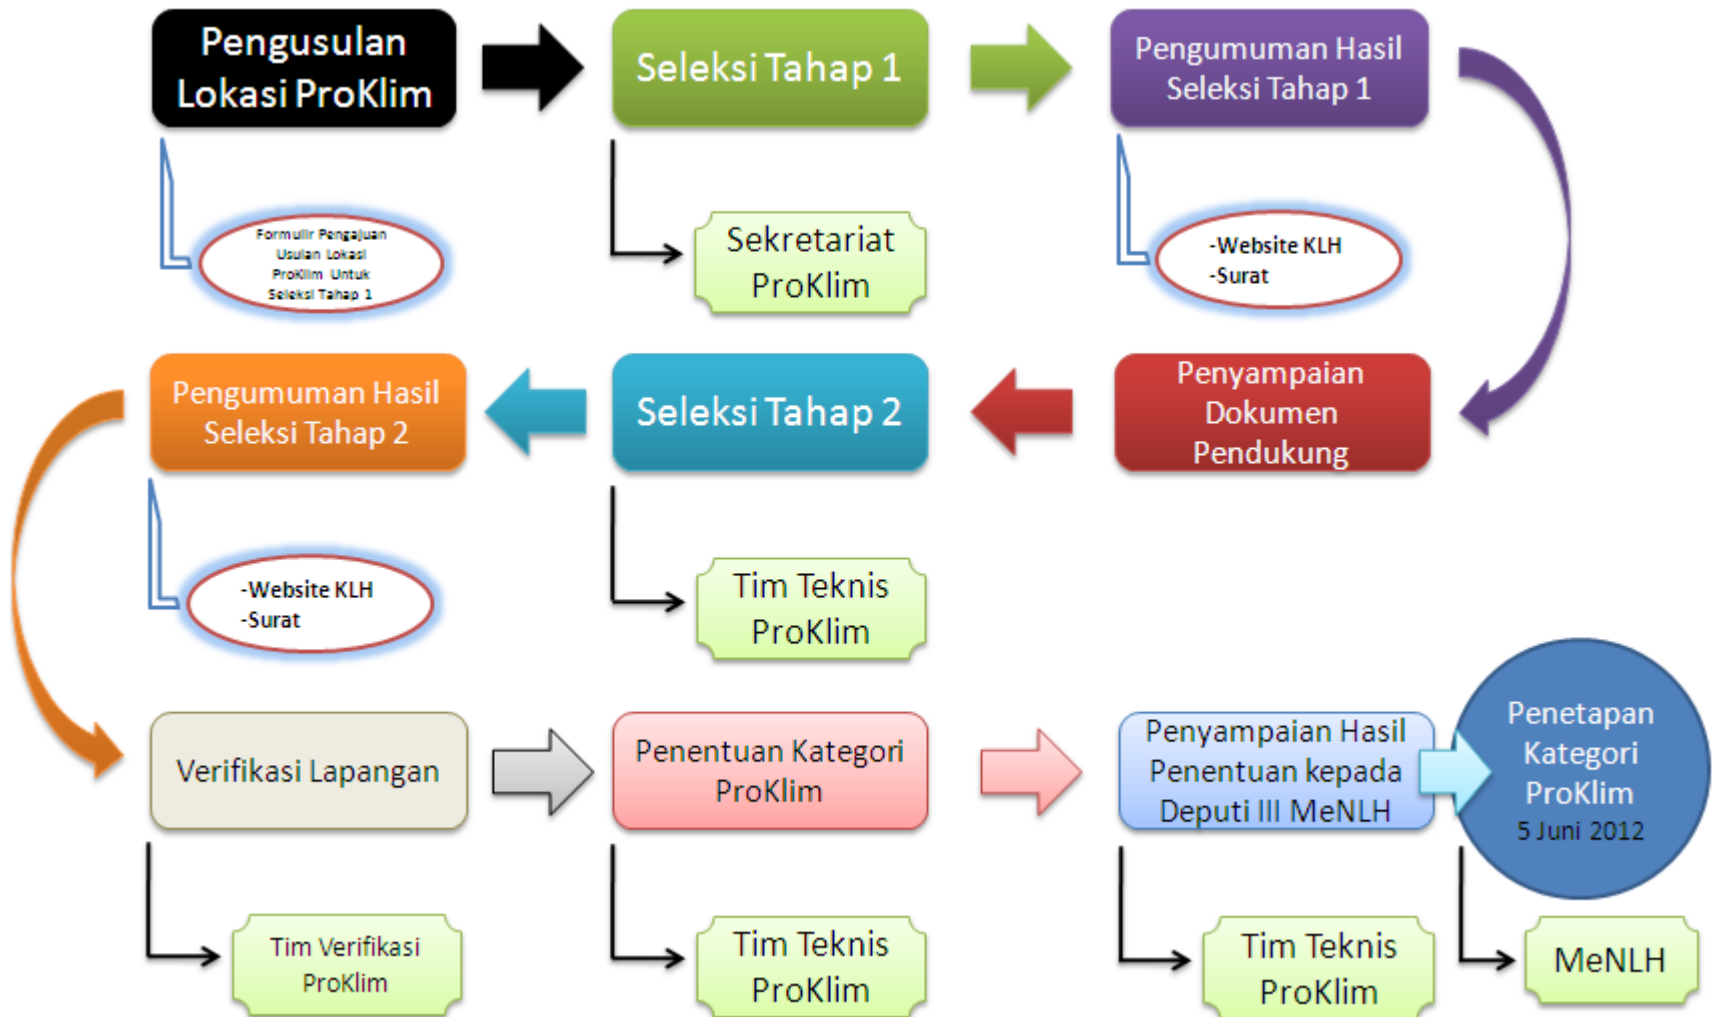 Pengusulan
Lokasi ProKlim
Seleksi Tahap 1
Pengumuman Hasil
Seleksi Tahap 1
Formulir Pengajuan
Usulan Lokasi
ProKlim Untuk
Seleksi Tahap 1
Sekretariat
ProKlim
-Website KLH
-Surat
Pengumuman Hasil
Seleksi Tahap 2
Seleksi Tahap 2
Penyampaian
Dokumen
Pendukung
-Website KLH
-Surat
Tim Teknis
ProKlim
Verifikasi Lapangan
Penentuan Kategori
ProKlim
Penyampaian Hasil
Penentuan kepada
Deputi III MeNLH
Penetapan
Kategori
ProKlim
5 Juni 2012
Tim Verifikasi
ProKlim
Tim Teknis
ProKlim
Tim Teknis
ProKlim
MeNLH